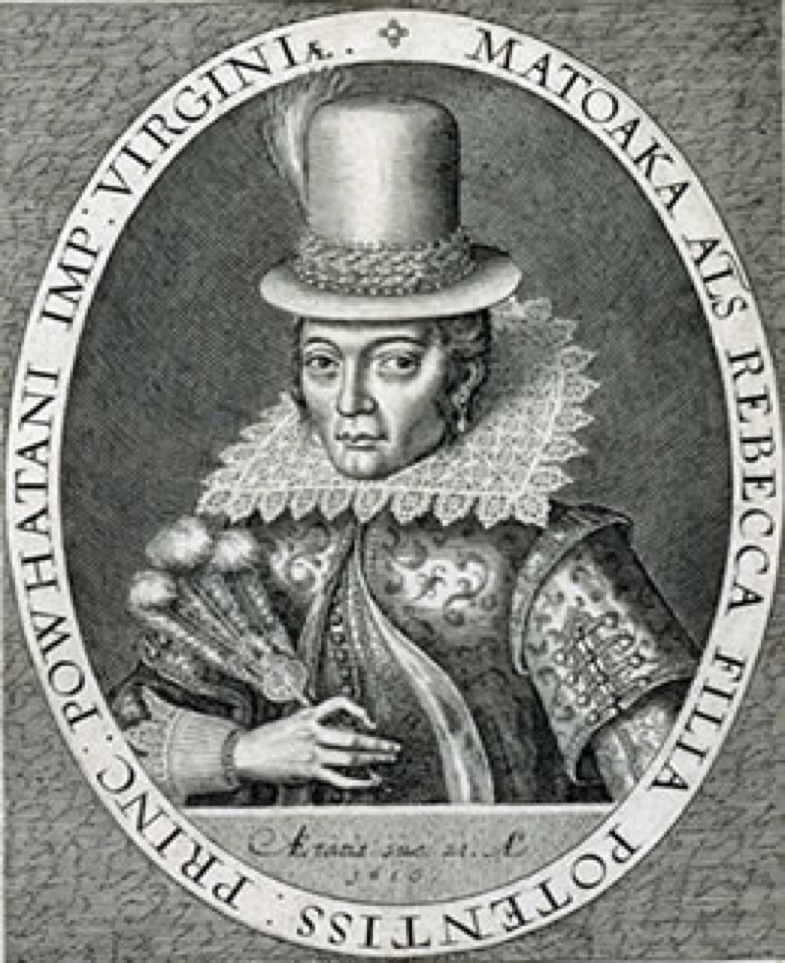 MATOAKA ALS REBECCA FILIA POTENTISS : PRINC : POWHATANI IMP : VIRGINIÆ .
Ætatis suæ 21. A
1616